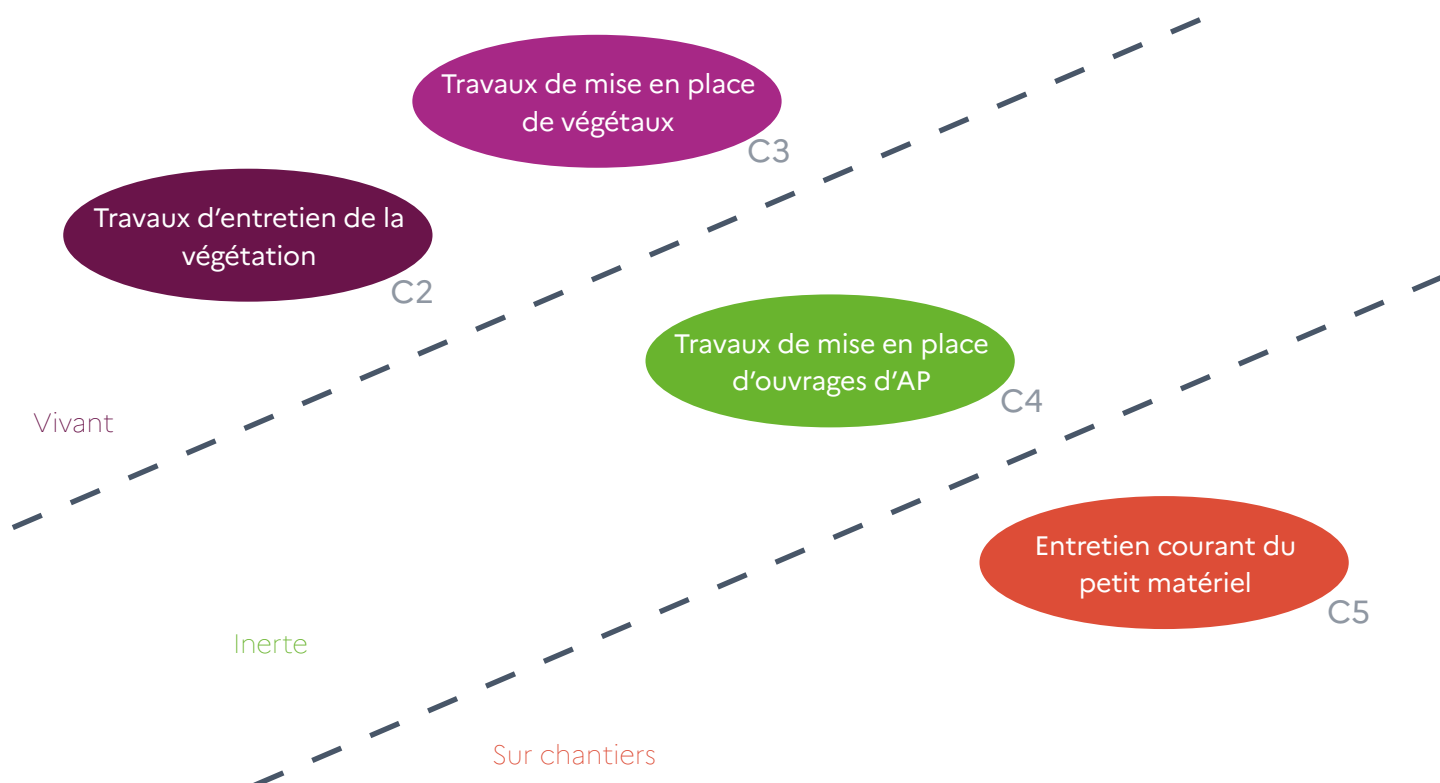 Travaux de mise en place
de végétaux
C3
Travaux d'entretien de la
végétation
C2
Travaux de mise en place
d'ouvrages d'AP
C4
Vivant
Entretien courant du
petit matériel
C5
Inerte
Sur chantiers